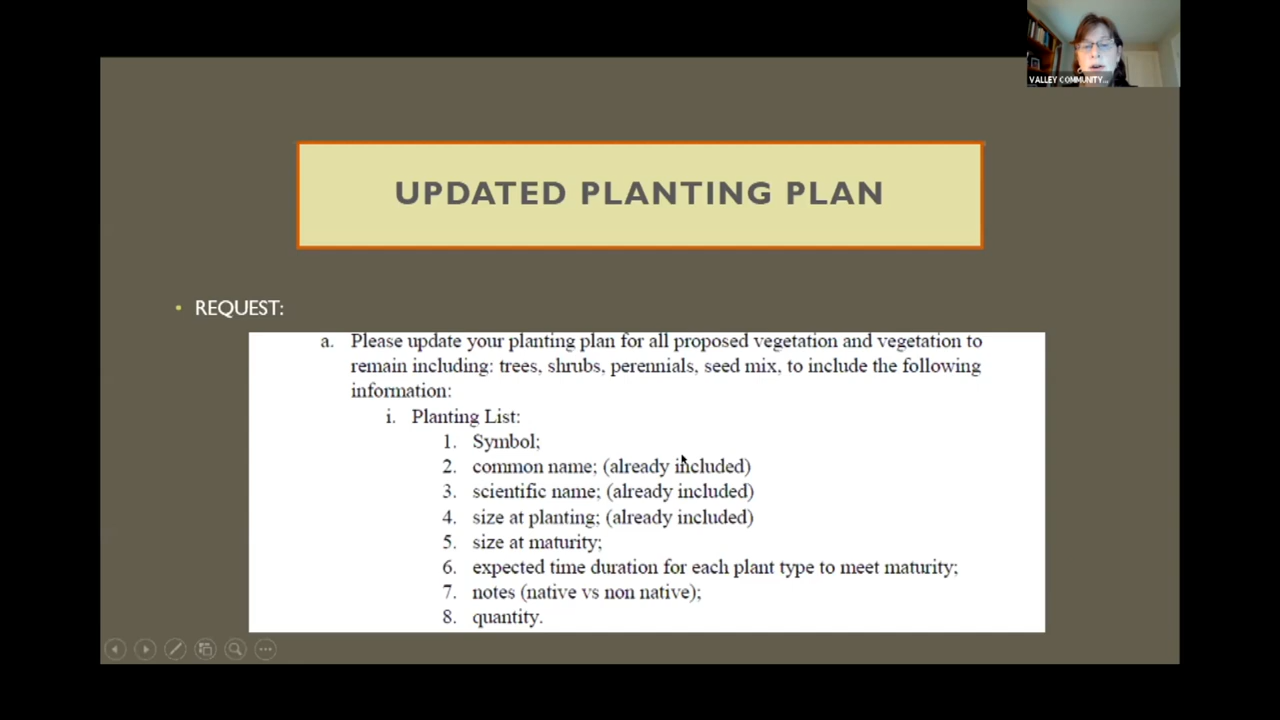 VALLEY COMMUNITY...
UPDATED PLANTING PLAN
• REQUEST:
a. Please update your planting plan for all proposed vegetation and vegetation to
remain including: trees, shrubs, perennials, seed mix, to include the following
information:
i. Planting List:
1. Symbol;
2. common name; (already included)
3. scientific name; (already included)
4. size at planting; (already included)
5. size at maturity;
6. expected time duration for each plant type to meet maturity;
7. notes (native vs non native);
8. quantity.